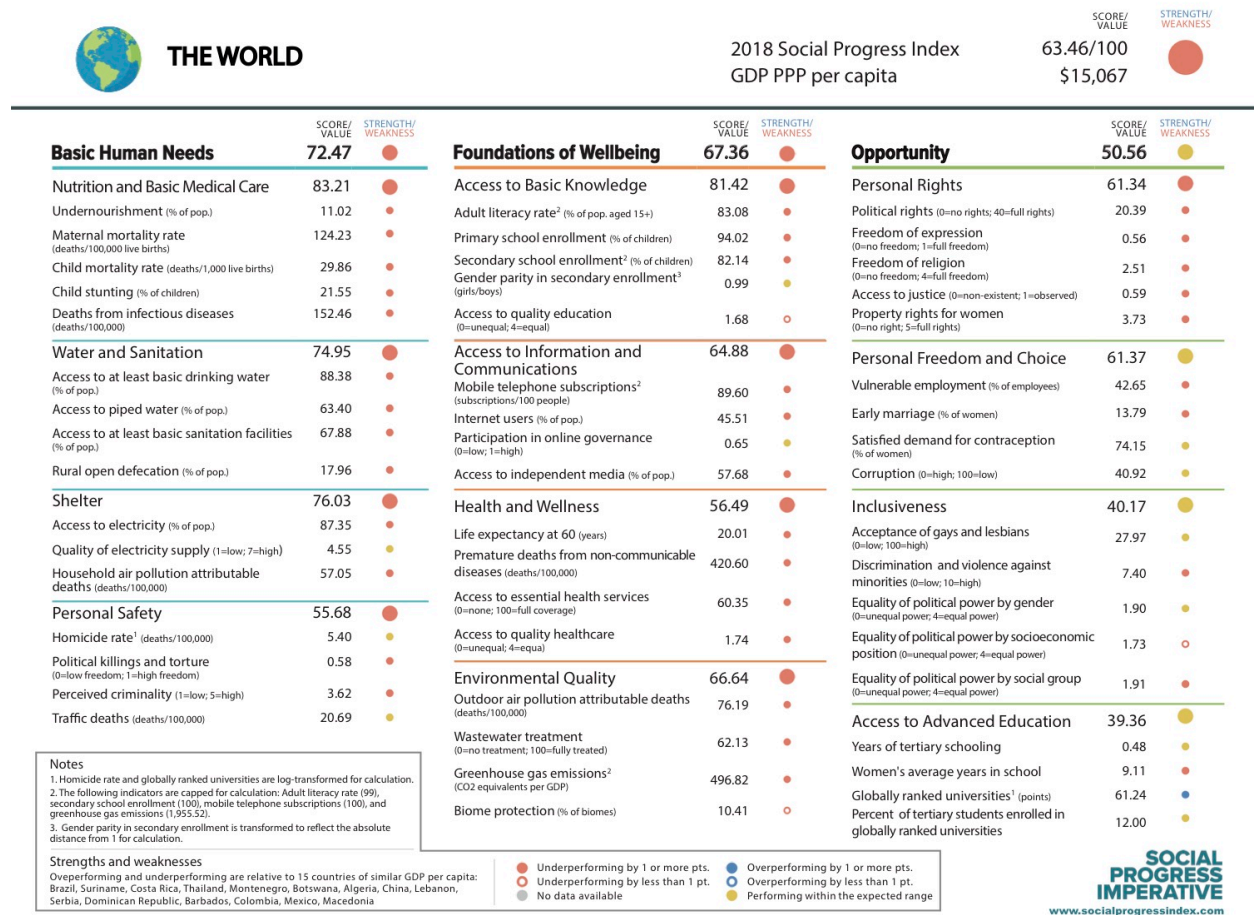 THE WORLD
SCORE/
VALUE
STRENGTH/
WEAKNESS
2018 Social Progress Index 63.46/100
GDP PPP per capita $15,067
SCORE/
VALUE
STRENGTH/
WEAKNESS
Basic Human Needs 72.47
Nutrition and Basic Medical Care 83.21
Undernourishment (% of pop.) 11.02
Maternal mortality rate 124.23
(deaths/100,000 live births)
Child mortality rate (deaths/1,000 live births) 29.86
Child stunting (% of children) 21.55
Deaths from infectious diseases 152.46
(deaths/100,000)
Water and Sanitation 74.95
Access to at least basic drinking water 88.38
(% of pop.)
Access to piped water (% of pop.) 63.40
Access to at least basic sanitation facilities 67.88
(% of pop.)
Rural open defecation (% of pop.) 17.96
Shelter 76.03
Access to electricity (% of pop.) 87.35
Quality of electricity supply (1=low; 7=high) 4.55
Household air pollution attributable 57.05
deaths (deaths/100,000)
Personal Safety 55.68
Homicide rate¹ (deaths/100,000) 5.40
Political killings and torture 0.58
(0=low freedom; 1=high freedom)
Perceived criminality (1=low; 5=high) 3.62
Traffic deaths (deaths/100,000) 20.69
SCORE/
VALUE
STRENGTH/
WEAKNESS
Foundations of Wellbeing 67.36
Access to Basic Knowledge 81.42
Adult literacy rate² (% of pop. aged 15+) 83.08
Primary school enrollment (% of children) 94.02
Secondary school enrollment² (% of children) 82.14
Gender parity in secondary enrollment³ 0.99
(girls/boys)
Access to quality education 1.68
(0=unequal; 4=equal)
Access to Information and 64.88
Communications
Mobile telephone subscriptions² 89.60
(subscriptions/100 people)
Internet users (% of pop.) 45.51
Participation in online governance 0.65
(0=low; 1=high)
Access to independent media (% of pop.) 57.68
Health and Wellness 56.49
Life expectancy at 60 (years) 20.01
Premature deaths from non-communicable 420.60
diseases (deaths/100,000)
Access to essential health services 60.35
(0=none; 100=full coverage)
Access to quality healthcare 1.74
(0=unequal; 4=equa)
Environmental Quality 66.64
Outdoor air pollution attributable deaths 76.19
(deaths/100,000)
Wastewater treatment 62.13
(0=no treatment; 100=fully treated)
Greenhouse gas emissions² 496.82
(CO2 equivalents per GDP)
Biome protection (% of biomes) 10.41
SCORE/
VALUE
STRENGTH/
WEAKNESS
Opportunity 50.56
Personal Rights 61.34
Political rights (0=no rights; 40=full rights) 20.39
Freedom of expression 0.56
(0=no freedom; 1=full freedom)
Freedom of religion 2.51
(0=no freedom; 4=full freedom)
Access to justice (0=non-existent; 1=observed) 0.59
Property rights for women 3.73
(0=no right; 5=full rights)
Personal Freedom and Choice 61.37
Vulnerable employment (% of employees) 42.65
Early marriage (% of women) 13.79
Satisfied demand for contraception 74.15
(% of women)
Corruption (0=high; 100=low) 40.92
Inclusiveness 40.17
Acceptance of gays and lesbians 27.97
(0=low; 100=high)
Discrimination and violence against 7.40
minorities (0=low; 10=high)
Equality of political power by gender 1.90
(0=unequal power; 4=equal power)
Equality of political power by socioeconomic 1.73
position (0=unequal power; 4=equal power)
Equality of political power by social group 1.91
(0=unequal power; 4=equal power)
Access to Advanced Education 39.36
Years of tertiary schooling 0.48
Women's average years in school 9.11
Globally ranked universities¹ (points) 61.24
Percent of tertiary students enrolled in 12.00
globally ranked universities
Notes
1. Homicide rate and globally ranked universities are log-transformed for calculation.
2. The following indicators are capped for calculation: Adult literacy rate (99),
secondary school enrollment (100), mobile telephone subscriptions (100), and
greenhouse gas emissions (1,955.52).
3. Gender parity in secondary enrollment is transformed to reflect the absolute
distance from 1 for calculation.
Strengths and weaknesses
Oveperforming and underperforming are relative to 15 countries of similar GDP per capita:
Brazil, Suriname, Costa Rica, Thailand, Montenegro, Botswana, Algeria, China, Lebanon,
Serbia, Dominican Republic, Barbados, Colombia, Mexico, Macedonia
Underperforming by 1 or more pts.
Underperforming by less than 1 pt.
No data available
Overperforming by 1 or more pts.
Overperforming by less than 1 pt.
Performing within the expected range
SOCIAL
PROGRESS
IMPERATIVE
www.socialprogressindex.com